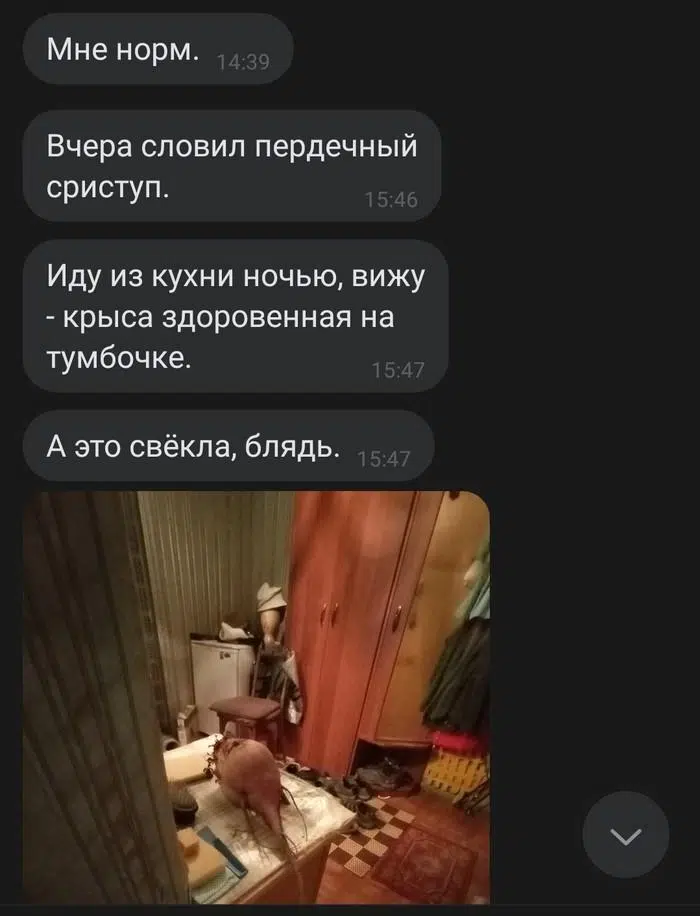 Мне норм. 14:39
Вчера словил пердечный
сриступ. 15:46
Иду из кухни ночью, вижу
- крыса здоровенная на
тумбочке. 15:47
А это свёкла, блядь. 15:47